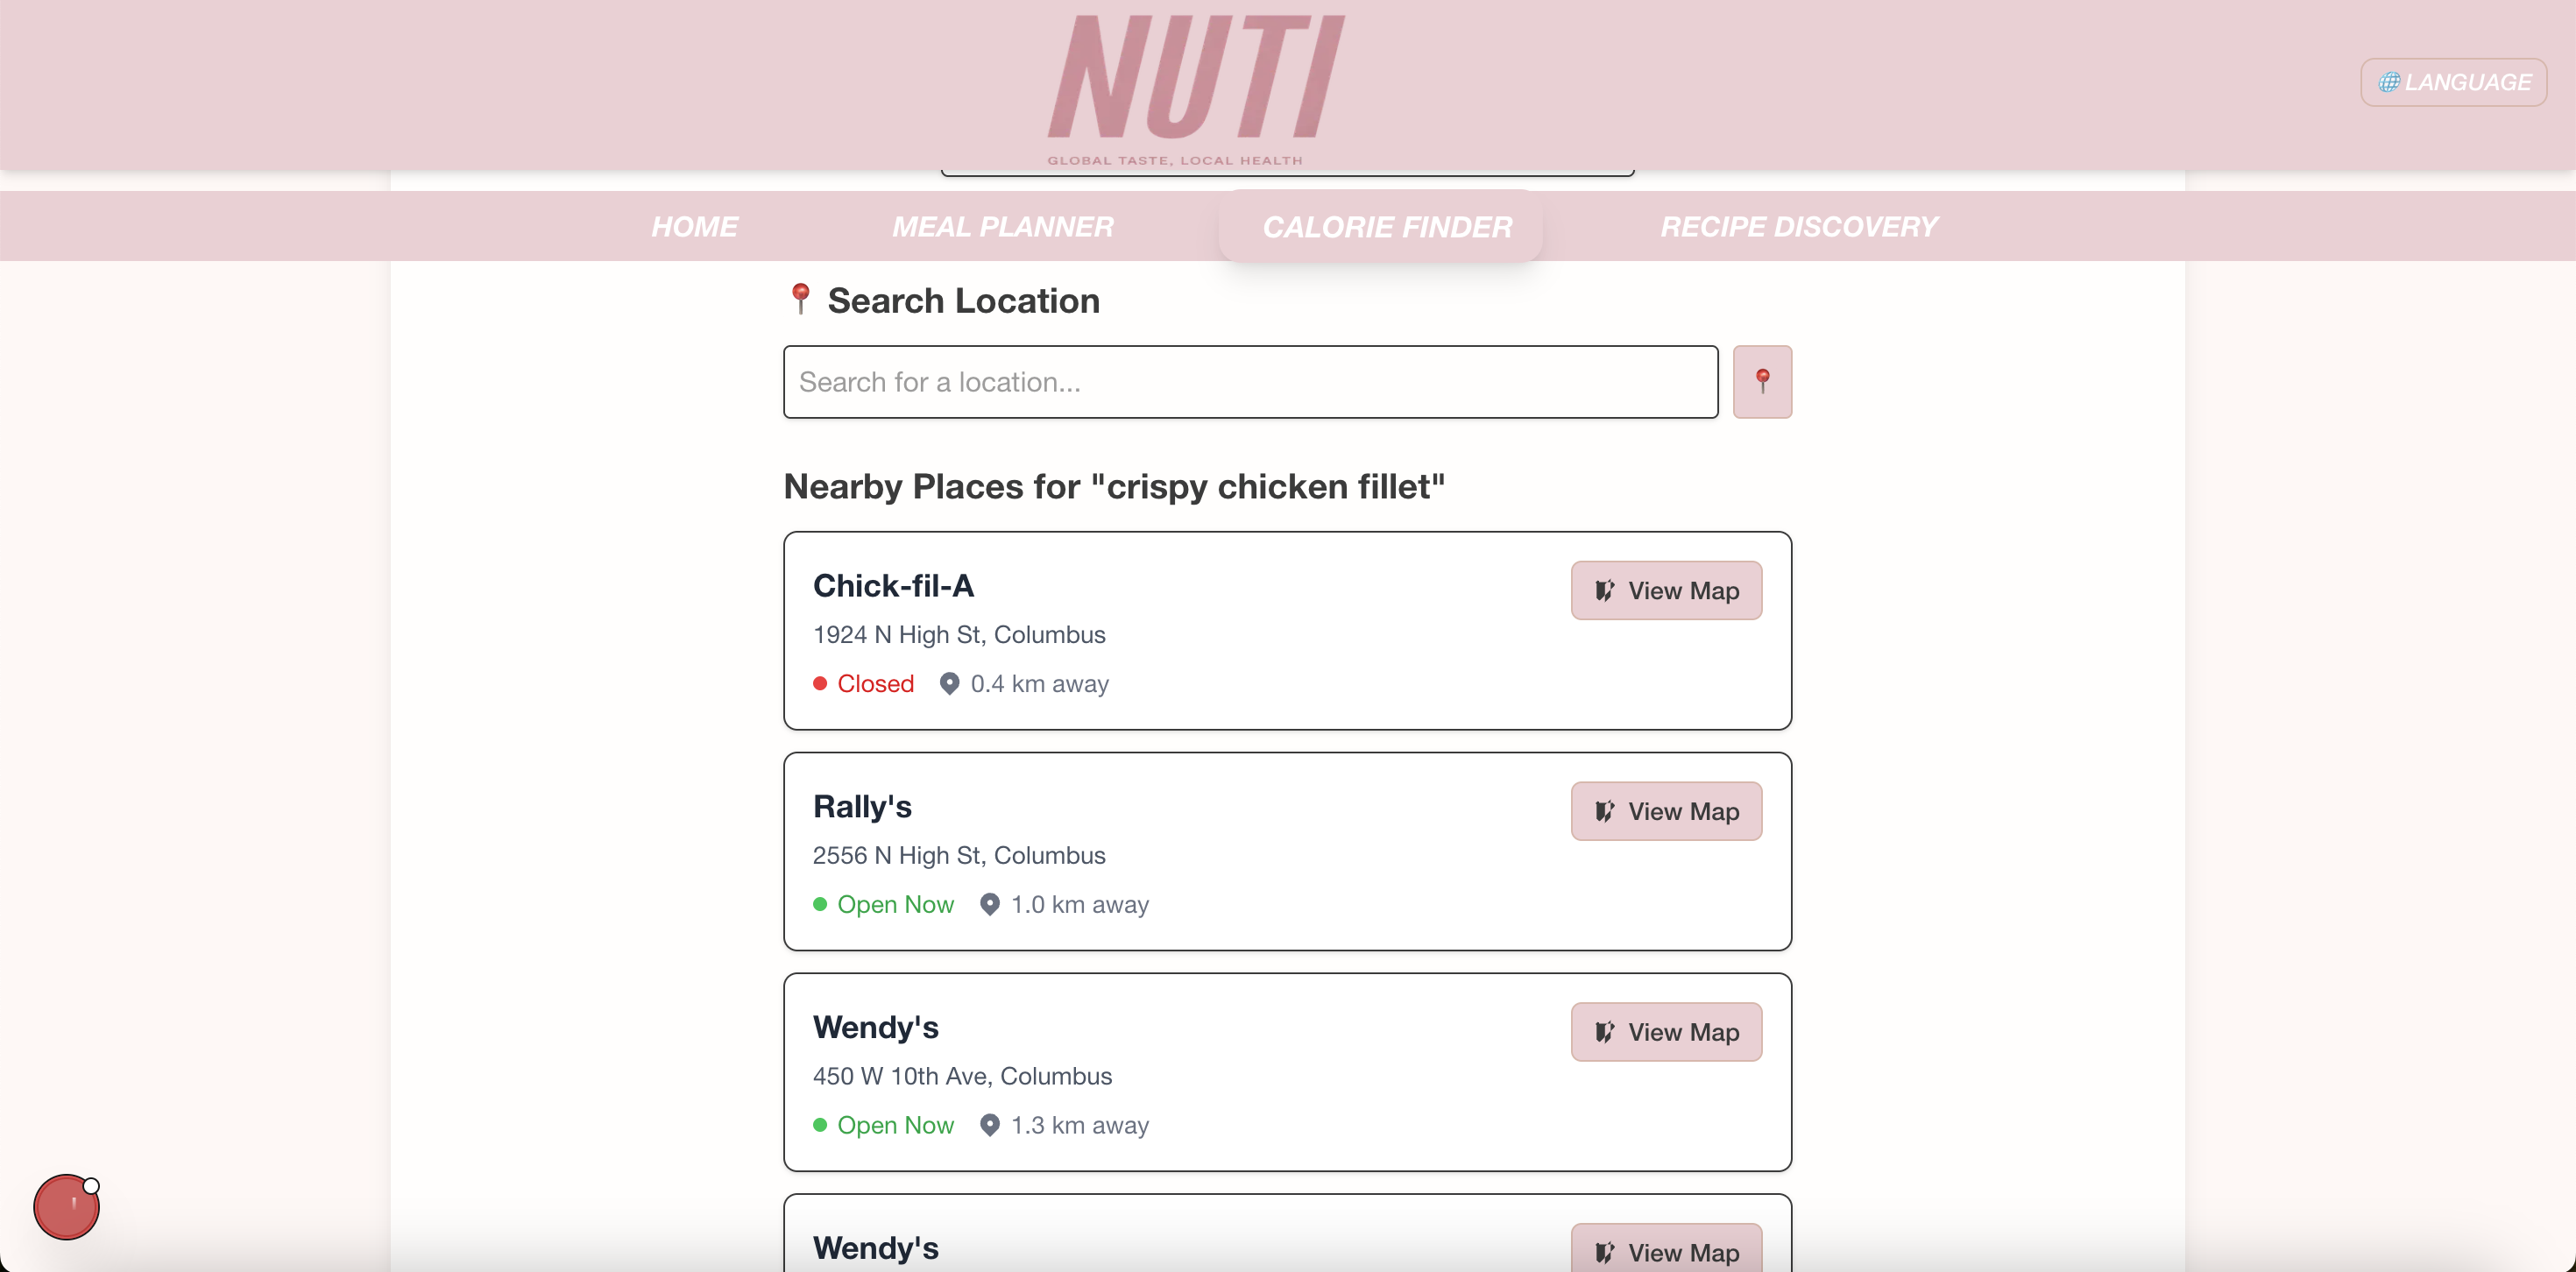 NUTI
GLOBAL TASTE, LOCAL HEALTH
🌐 LANGUAGE
HOME MEAL PLANNER CALORIE FINDER RECIPE DISCOVERY
📍 Search Location
Search for a location...
Nearby Places for "crispy chicken fillet"
Chick-fil-A
View Map
1924 N High St, Columbus
Closed 0.4 km away
Rally's
View Map
2556 N High St, Columbus
Open Now 1.0 km away
Wendy's
View Map
450 W 10th Ave, Columbus
Open Now 1.3 km away
Wendy's
View Map